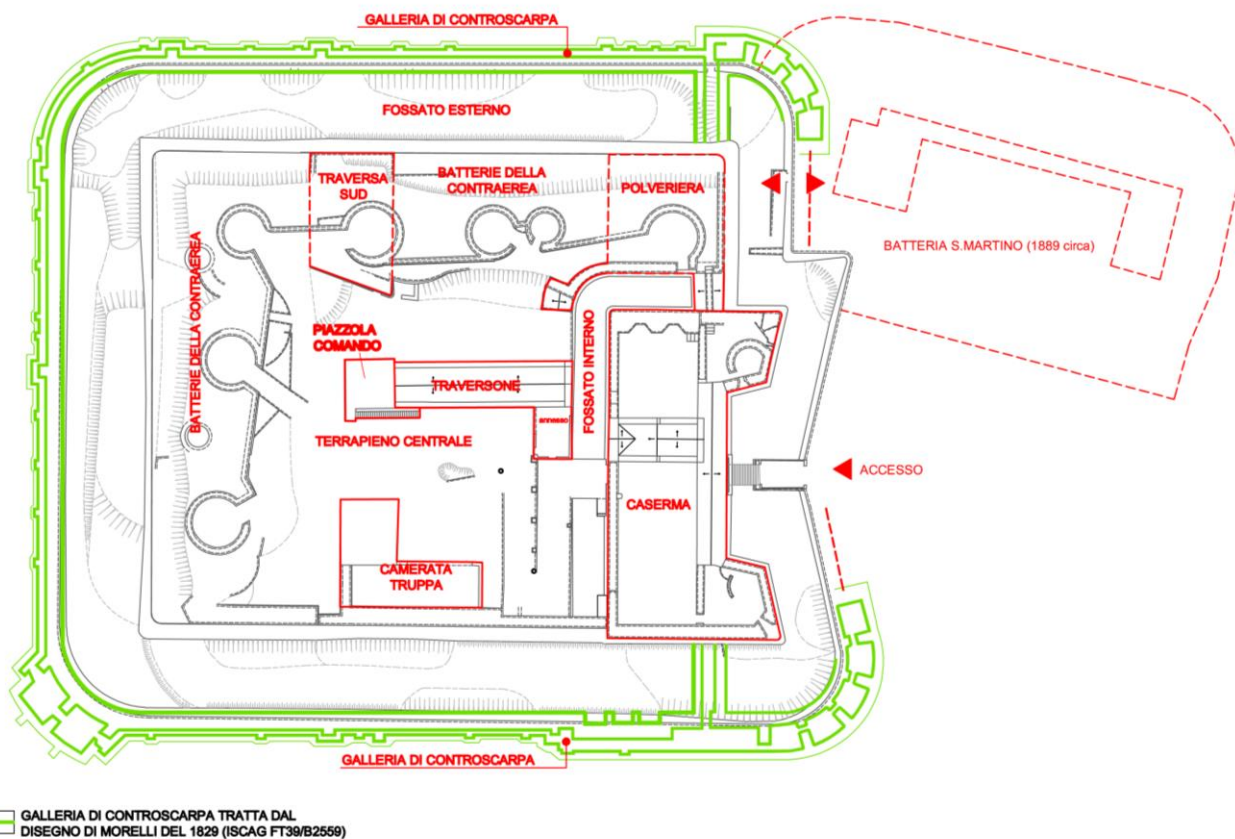 GALLERIA DI CONTROSCARPA
FOSSATO ESTERNO
TRAVERSA
SUD
BATTERIE DELLA
CONTRAEREA
POLVERIERA
BATTERIA S.MARTINO (1889 circa)
BATTERIE DELLA CONTRAEREA
PIAZZOLA
COMANDO
TRAVERSONE
FOSSATO INTERNO
TERRAPIENO CENTRALE
ACCESSO
CASERMA
CAMERATA
TRUPPA
GALLERIA DI CONTROSCARPA
GALLERIA DI CONTROSCARPA TRATTA DAL
DISEGNO DI MORELLI DEL 1829 (ISCAG FT39/B2559)